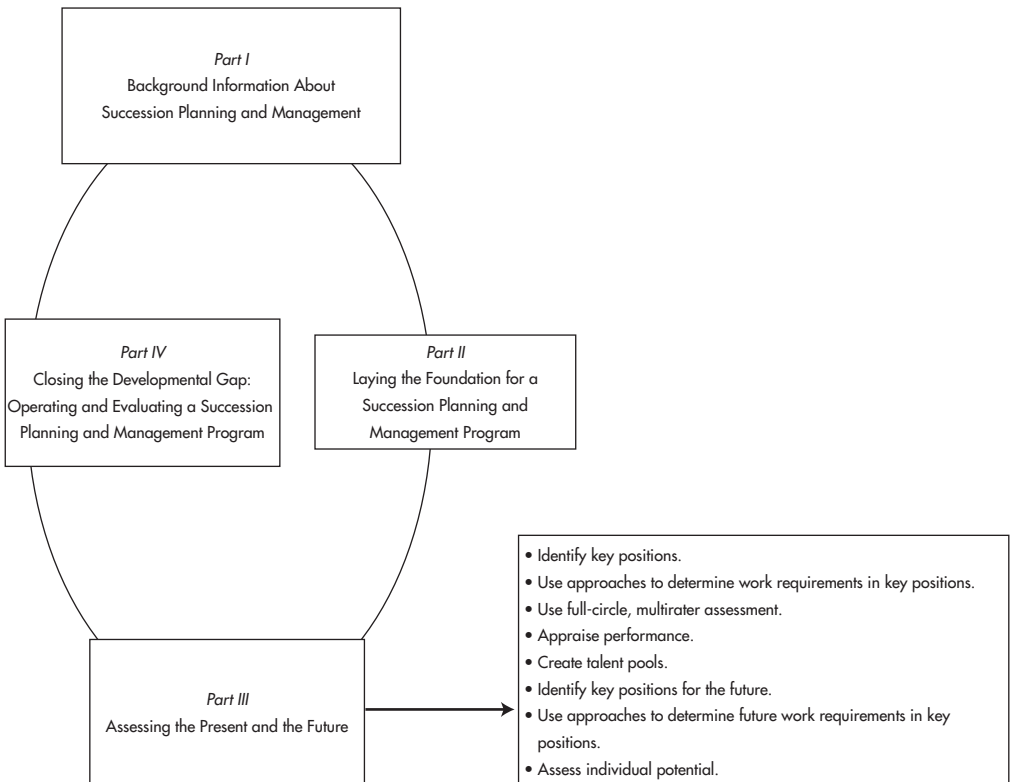 Part I
Background Information About
Succession Planning and Management
Part IV
Closing the Developmental Gap:
Operating and Evaluating a Succession
Planning and Management Program
Part II
Laying the Foundation for a
Succession Planning and
Management Program
Part III
Assessing the Present and the Future
• Identify key positions.
• Use approaches to determine work requirements in key positions.
• Use full-circle, multirater assessment.
• Appraise performance.
• Create talent pools.
• Identify key positions for the future.
• Use approaches to determine future work requirements in key
positions.
• Assess individual potential.